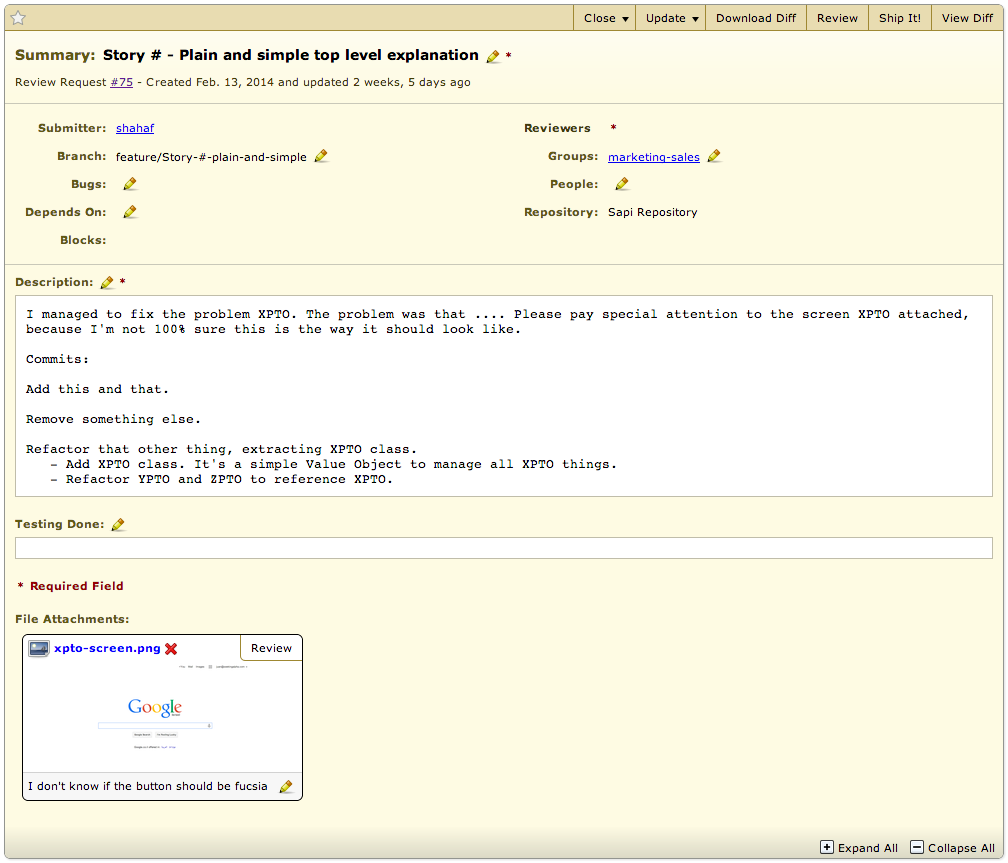 Close Update Download Diff Review Ship It! View Diff
Summary: Story # - Plain and simple top level explanation *
Review Request #75 - Created Feb. 13, 2014 and updated 2 weeks, 5 days ago
Submitter: shahaf
Branch: feature/Story-#-plain-and-simple
Bugs:
Depends On:
Blocks:
Reviewers *
Groups: marketing-sales
People:
Repository: Sapi Repository
Description: *
I managed to fix the problem XPTO. The problem was that .... Please pay special attention to the screen XPTO attached,
because I'm not 100% sure this is the way it should look like.
Commits:
Add this and that.
Remove something else.
Refactor that other thing, extracting XPTO class.
- Add XPTO class. It's a simple Value Object to manage all XPTO things.
- Refactor YPTO and ZPTO to reference XPTO.
Testing Done:
* Required Field
File Attachments:
xpto-screen.png Review
Google
I don't know if the button should be fucsia
Expand All Collapse All